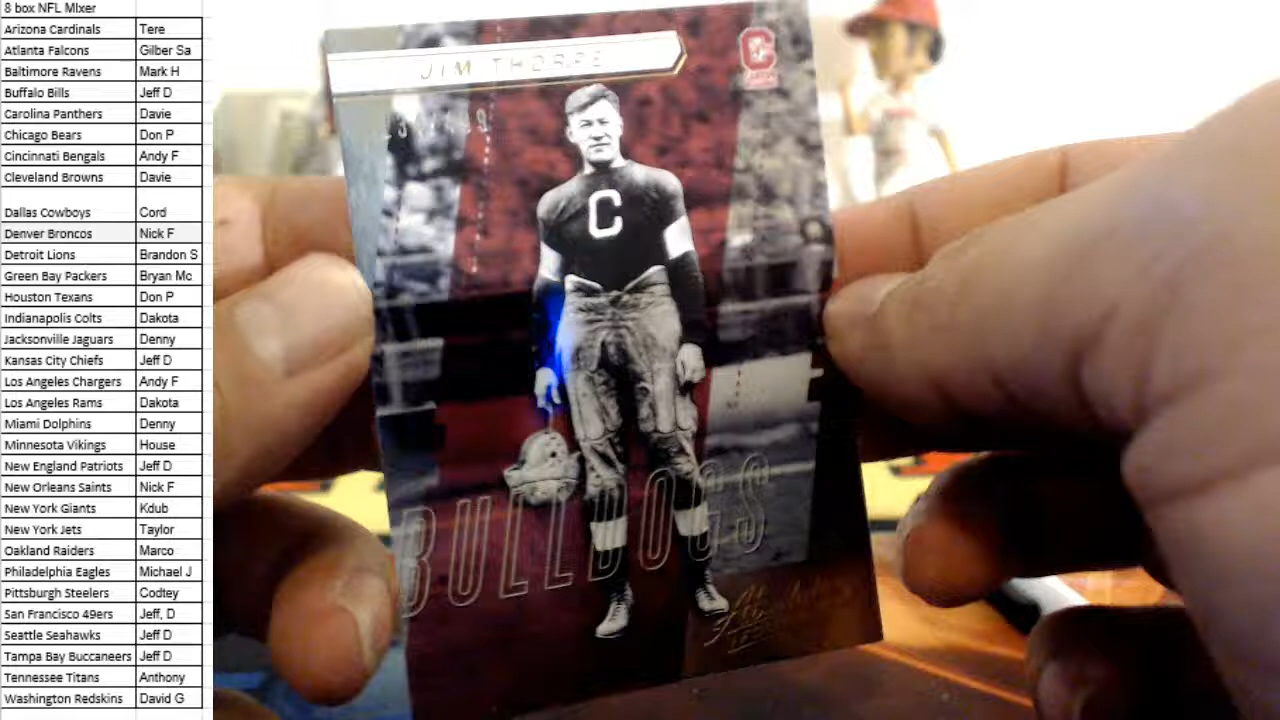 8 box NFL MIxer
Arizona Cardinals Tere
Atlanta Falcons Gilber Sa
Baltimore Ravens Mark H
Buffalo Bills Jeff D
Carolina Panthers Davie
Chicago Bears Don P
Cincinnati Bengals Andy F
Cleveland Browns Davie
Dallas Cowboys Cord
Denver Broncos Nick F
Detroit Lions Brandon S
Green Bay Packers Bryan Mc
Houston Texans Don P
Indianapolis Colts Dakota
Jacksonville Jaguars Denny
Kansas City Chiefs Jeff D
Los Angeles Chargers Andy F
Los Angeles Rams Dakota
Miami Dolphins Denny
Minnesota Vikings House
New England Patriots Jeff D
New Orleans Saints Nick F
New York Giants Kdub
New York Jets Taylor
Oakland Raiders Marco
Philadelphia Eagles Michael J
Pittsburgh Steelers Codtey
San Francisco 49ers Jeff, D
Seattle Seahawks Jeff D
Tampa Bay Buccaneers Jeff D
Tennessee Titans Anthony
Washington Redskins David G
JIM THORPE
C
CANTON
C
BULLDOGS